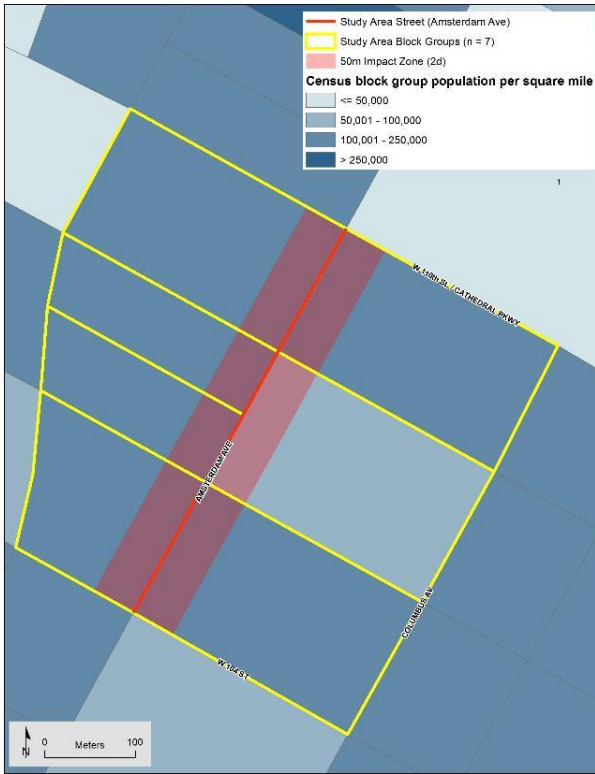 Study Area Street (Amsterdam Ave)
Study Area Block Groups (n = 7)
50m Impact Zone (2d)
Census block group population per square mile
<= 50,000
50,001 - 100,000
100,001 - 250,000
> 250,000
1
W 110th St. / CATHEDRAL PKWY
AMSTERDAM AVE
COLUMBUS AV
W 104 ST
N
0 Meters 100